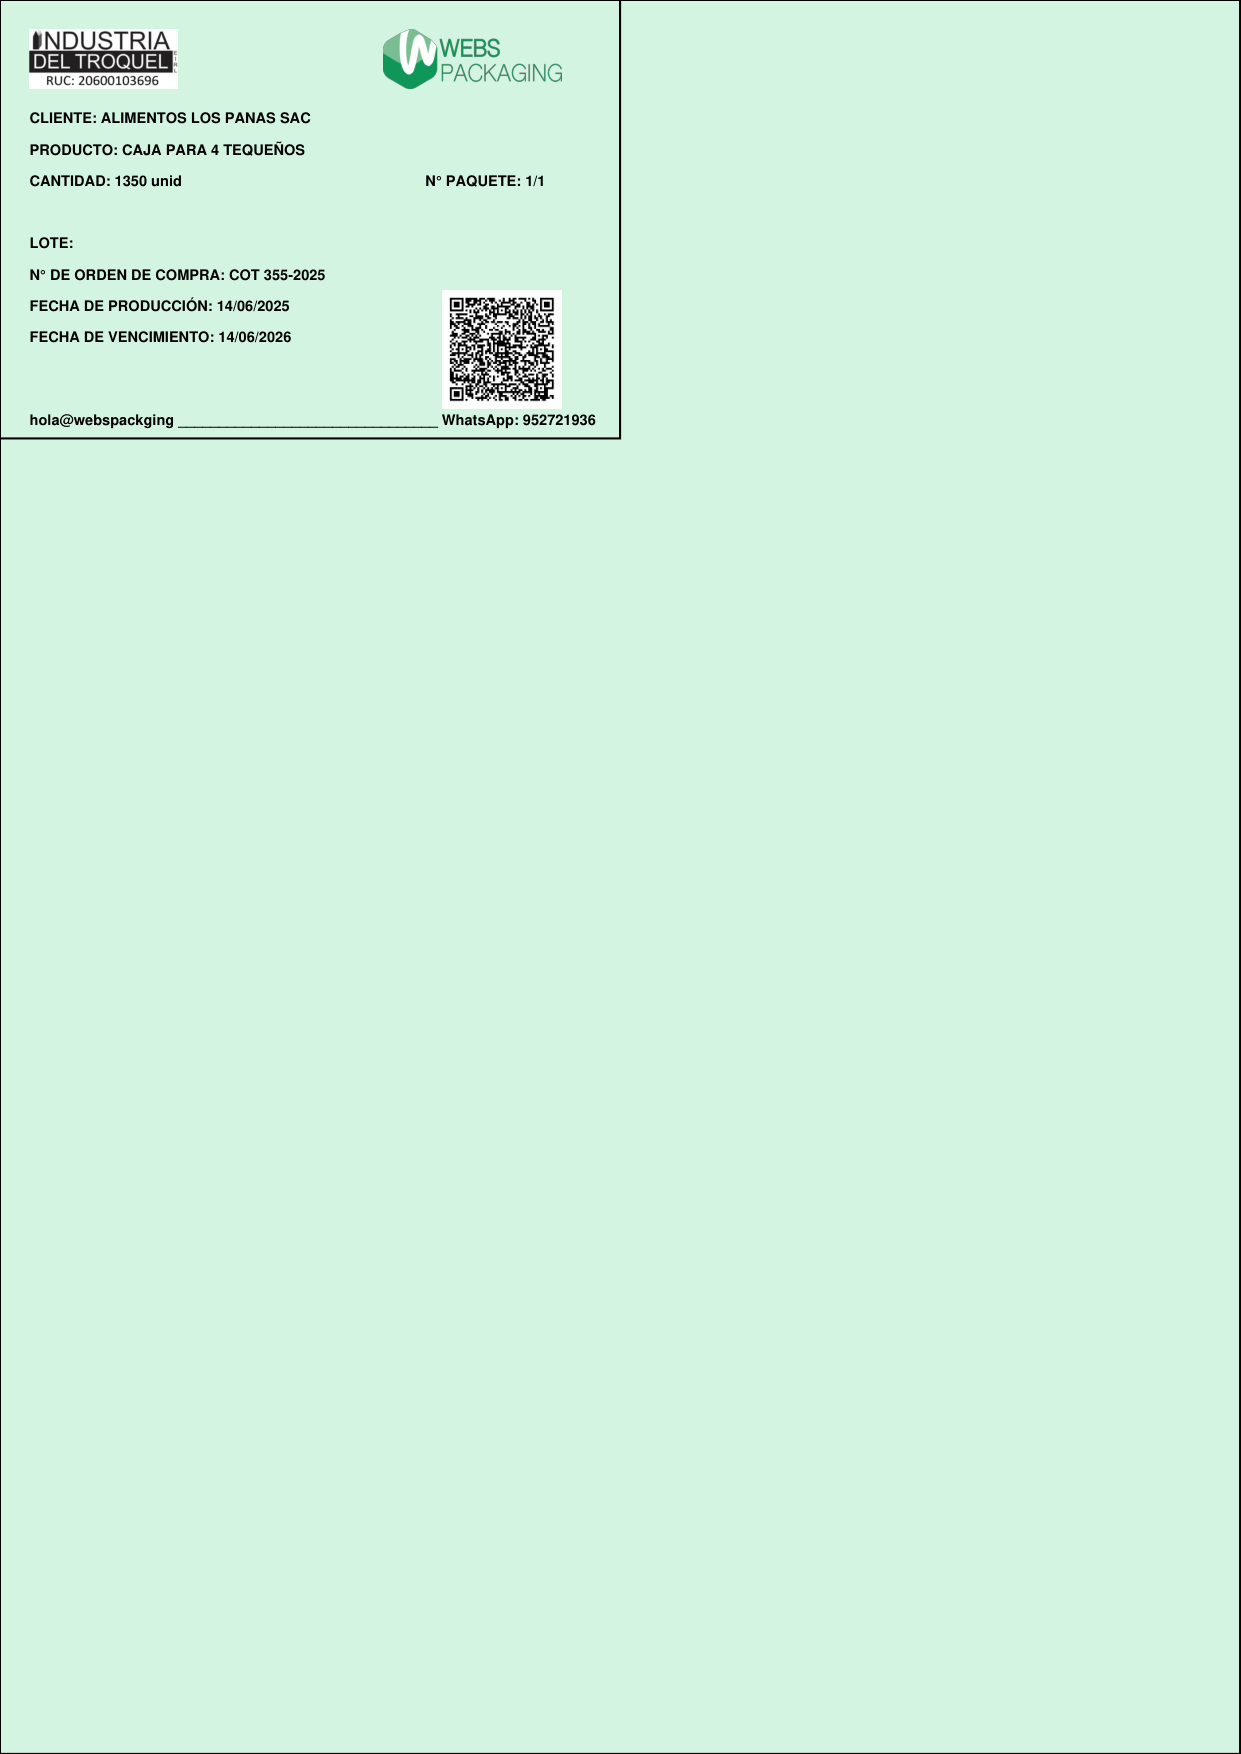 INDUSTRIA
DEL TROQUEL EIRL
RUC: 20600103696
WEBS
PACKAGING
CLIENTE: ALIMENTOS LOS PANAS SAC
PRODUCTO: CAJA PARA 4 TEQUEÑOS
CANTIDAD: 1350 unid N° PAQUETE: 1/1
LOTE:
N° DE ORDEN DE COMPRA: COT 355-2025
FECHA DE PRODUCCIÓN: 14/06/2025
FECHA DE VENCIMIENTO: 14/06/2026
hola@webspackging ________________________________ WhatsApp: 952721936